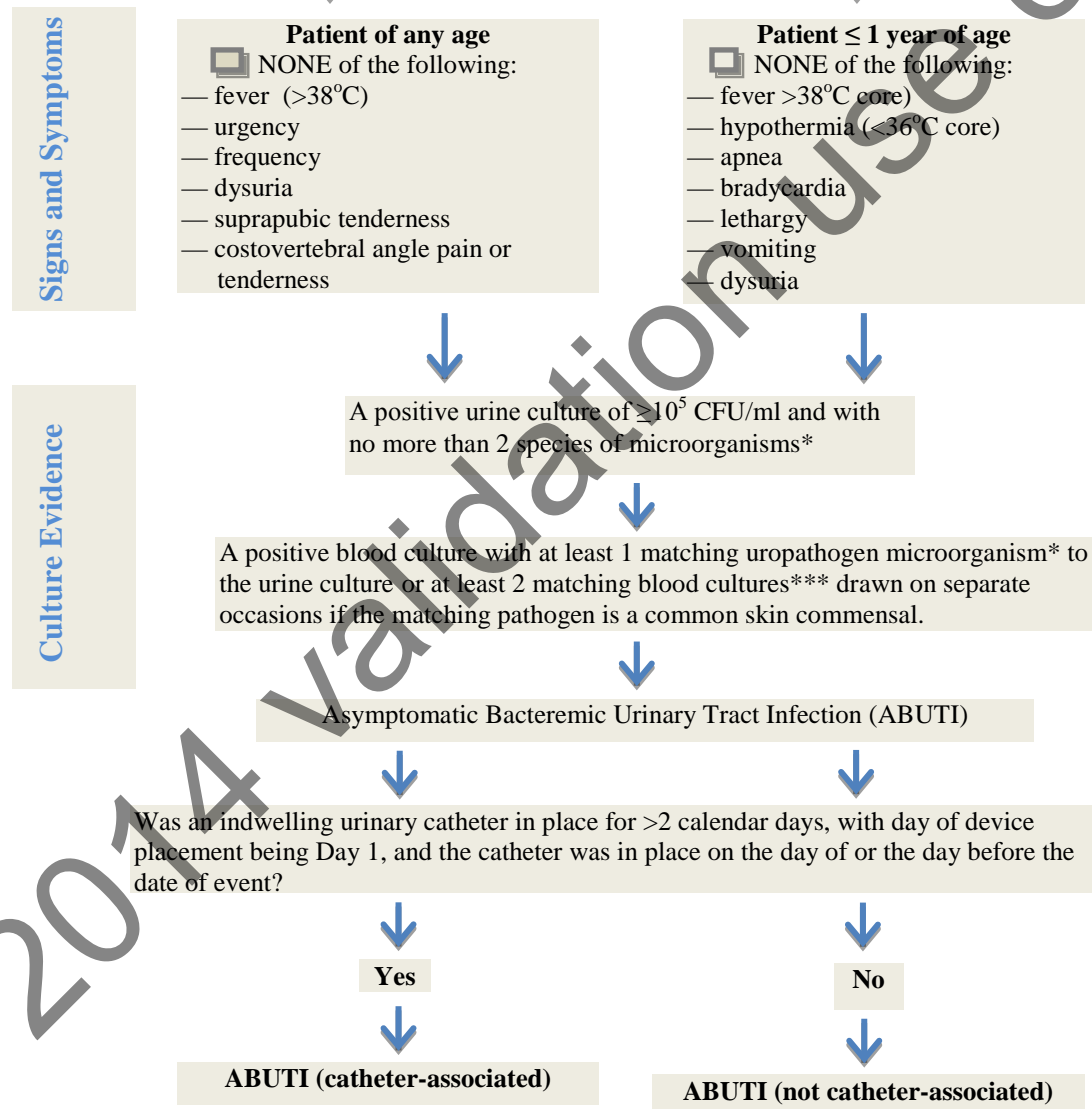 Signs and Symptoms
Patient of any age
NONE of the following:
— fever (>38°C)
— urgency
— frequency
— dysuria
— suprapubic tenderness
— costovertebral angle pain or
tenderness
Patient ≤ 1 year of age
NONE of the following:
— fever >38°C core)
— hypothermia (<36°C core)
— apnea
— bradycardia
— lethargy
— vomiting
— dysuria
Culture Evidence
A positive urine culture of ≥10⁵ CFU/ml and with
no more than 2 species of microorganisms*
A positive blood culture with at least 1 matching uropathogen microorganism* to
the urine culture or at least 2 matching blood cultures*** drawn on separate
occasions if the matching pathogen is a common skin commensal.
Asymptomatic Bacteremic Urinary Tract Infection (ABUTI)
Was an indwelling urinary catheter in place for >2 calendar days, with day of device
placement being Day 1, and the catheter was in place on the day of or the day before the
date of event?
Yes
No
ABUTI (catheter-associated)
ABUTI (not catheter-associated)
2014 validation use